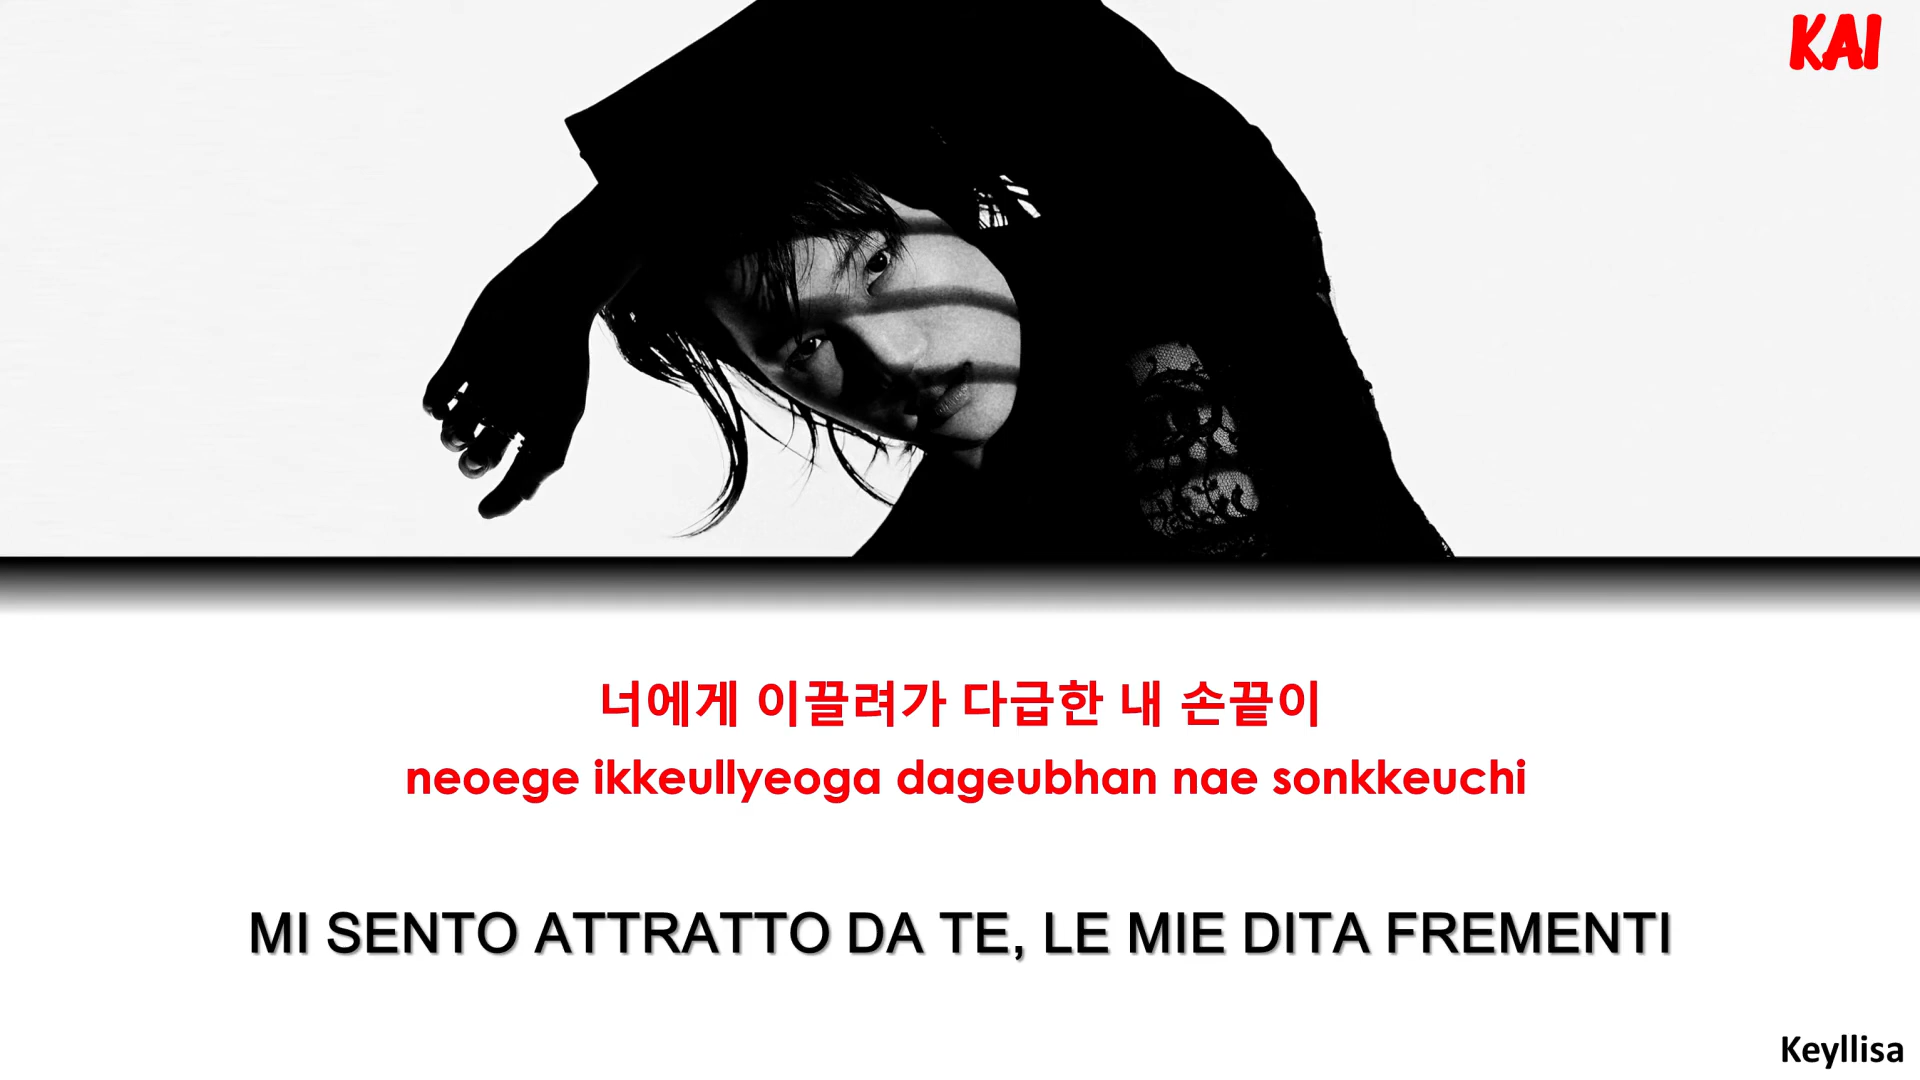 KAI
너에게 이끌려가 다급한 내 손끝이
neoege ikkeullyeoga dageubhan nae sonkkeuchi
MI SENTO ATTRATTO DA TE, LE MIE DITA FREMENTI
Keyllisa